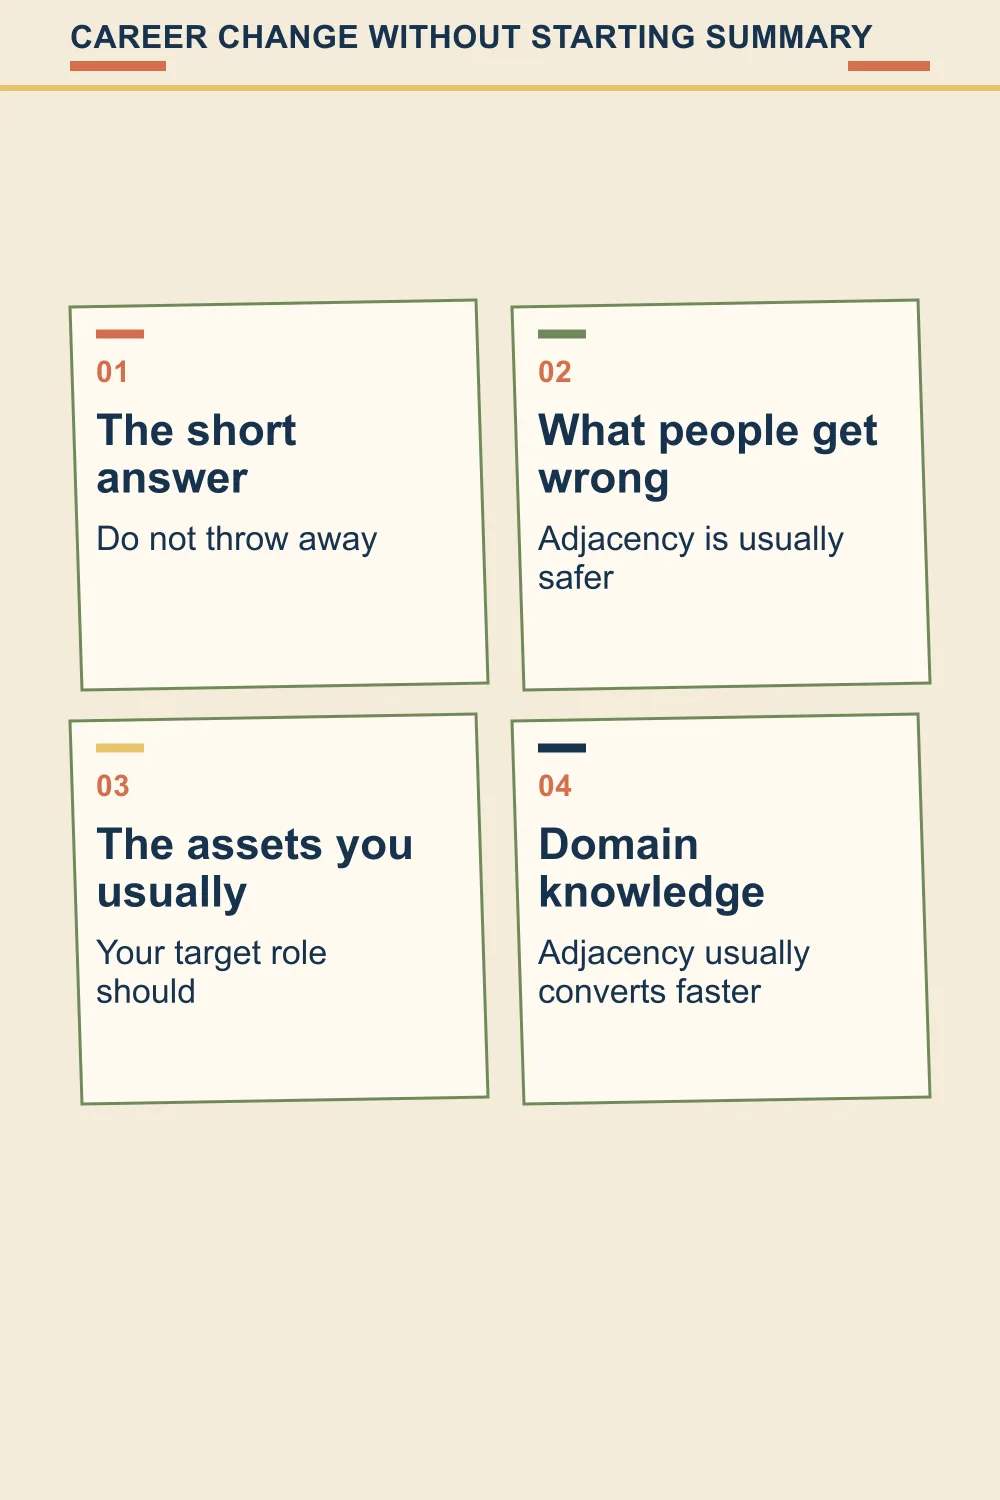 CAREER CHANGE WITHOUT STARTING SUMMARY
01
The short
answer
Do not throw away
02
What people get
wrong
Adjacency is usually
safer
03
The assets you
usually
Your target role
should
04
Domain
knowledge
Adjacency usually
converts faster